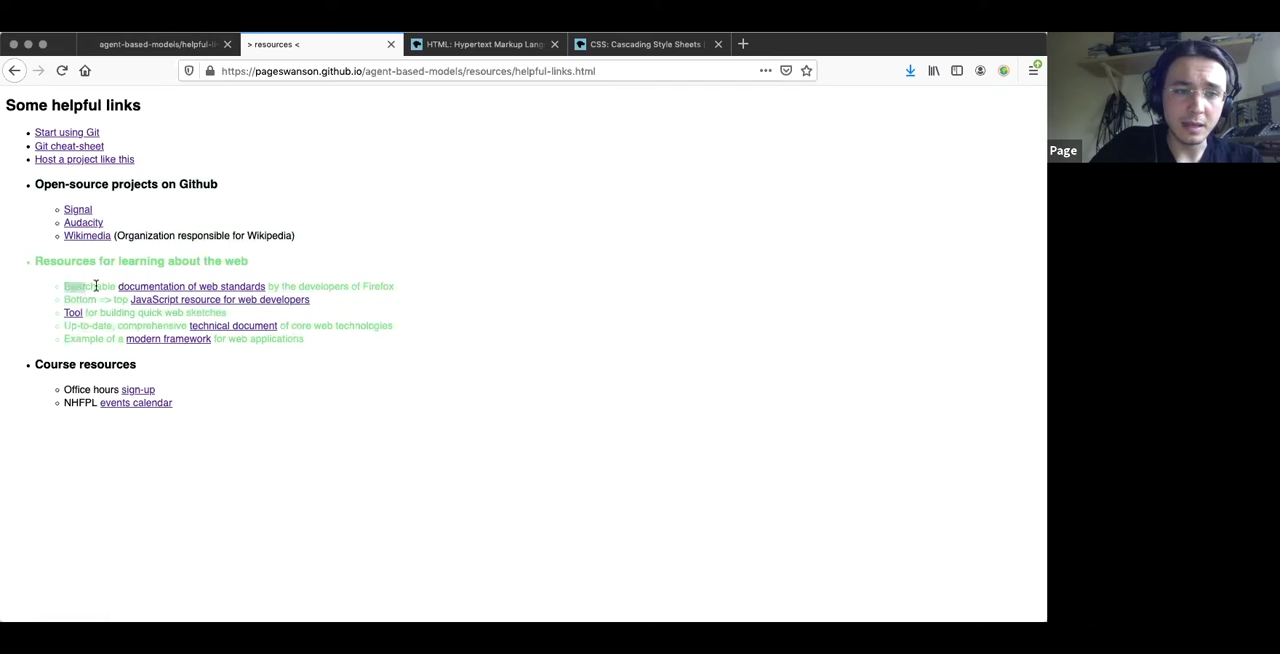 agent-based-models/helpful-li
> resources <
HTML: Hypertext Markup Lang
CSS: Cascading Style Sheets |
https://pageswanson.github.io/agent-based-models/resources/helpful-links.html
Page
Some helpful links
Start using Git
Git cheat-sheet
Host a project like this
Open-source projects on Github
Signal
Audacity
Wikimedia (Organization responsible for Wikipedia)
Resources for learning about the web
Searchable documentation of web standards by the developers of Firefox
Bottom => top JavaScript resource for web developers
Tool for building quick web sketches
Up-to-date, comprehensive technical document of core web technologies
Example of a modern framework for web applications
Course resources
Office hours sign-up
NHFPL events calendar